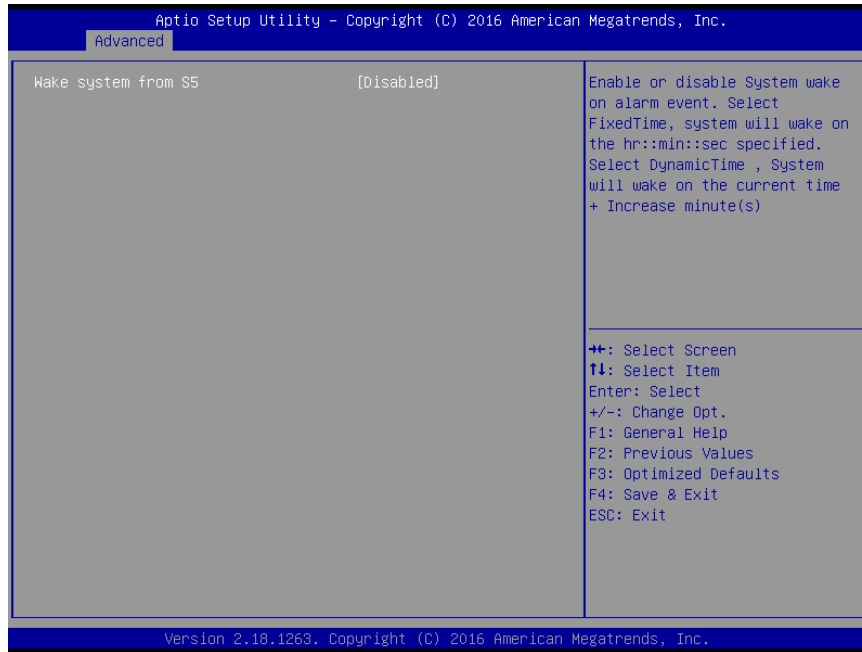 Aptio Setup Utility – Copyright (C) 2016 American Megatrends, Inc.
Advanced
Wake system from S5 [Disabled]
Enable or disable System wake
on alarm event. Select
FixedTime, system will wake on
the hr::min::sec specified.
Select DynamicTime , System
will wake on the current time
+ Increase minute(s)
→←: Select Screen
↑↓: Select Item
Enter: Select
+/-: Change Opt.
F1: General Help
F2: Previous Values
F3: Optimized Defaults
F4: Save & Exit
ESC: Exit
Version 2.18.1263. Copyright (C) 2016 American Megatrends, Inc.